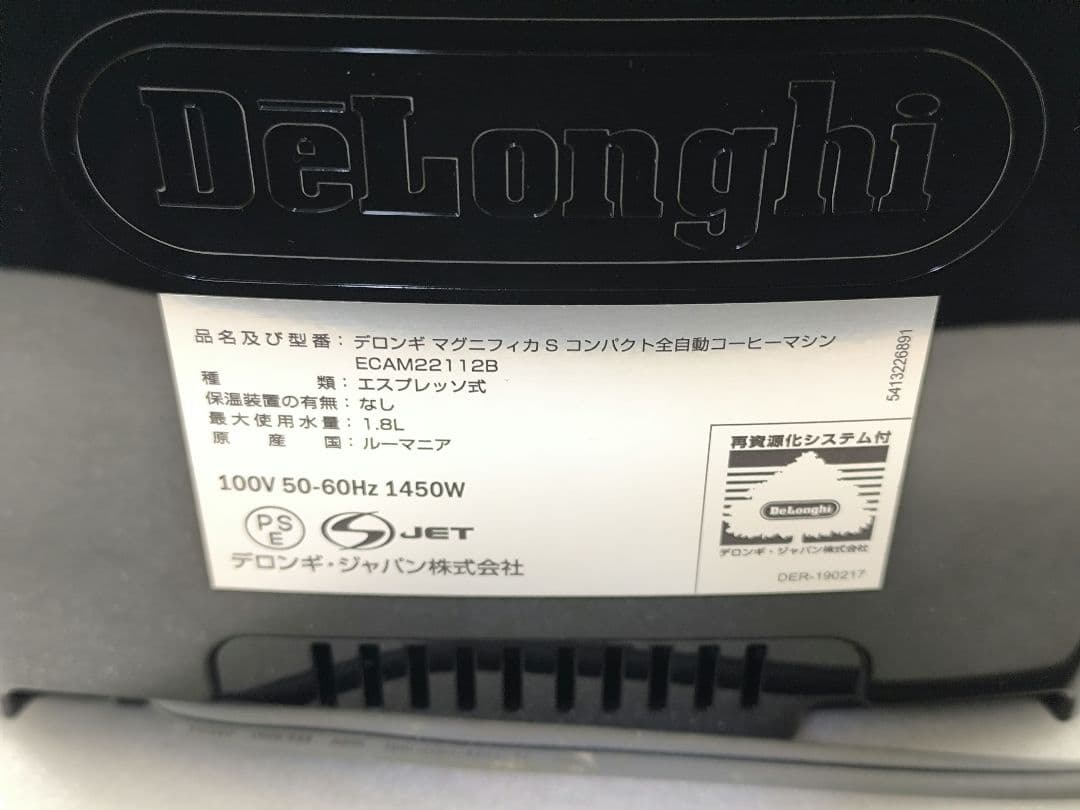 DeLonghi
品名及び型番：デロンギ マグニフィカ S コンパクト全自動コーヒーマシン
ECAM22112B
種類：エスプレッソ式
保温装置の有無：なし
最大使用水量：1.8L
原産国：ルーマニア
100V 50-60Hz 1450W
PSE
S JET
デロンギ・ジャパン株式会社
5413226891
再資源化システム付
DeLonghi
デロンギ・ジャパン株式会社
DER-190217